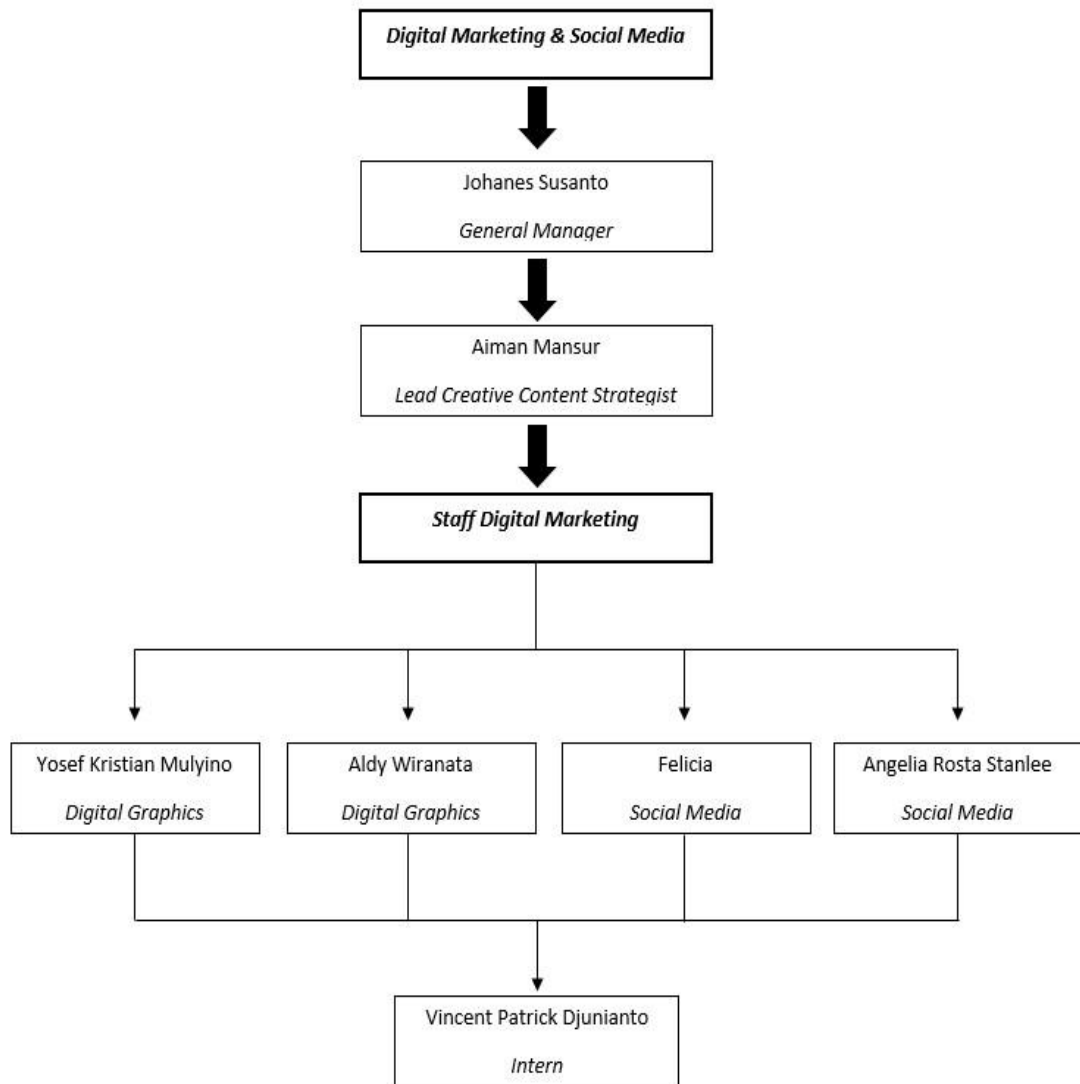 Digital Marketing & Social Media
Johanes Susanto
General Manager
Aiman Mansur
Lead Creative Content Strategist
Staff Digital Marketing
Yosef Kristian Mulyino
Digital Graphics
Aldy Wiranata
Digital Graphics
Felicia
Social Media
Angelia Rosta Stanlee
Social Media
Vincent Patrick Djunianto
Intern